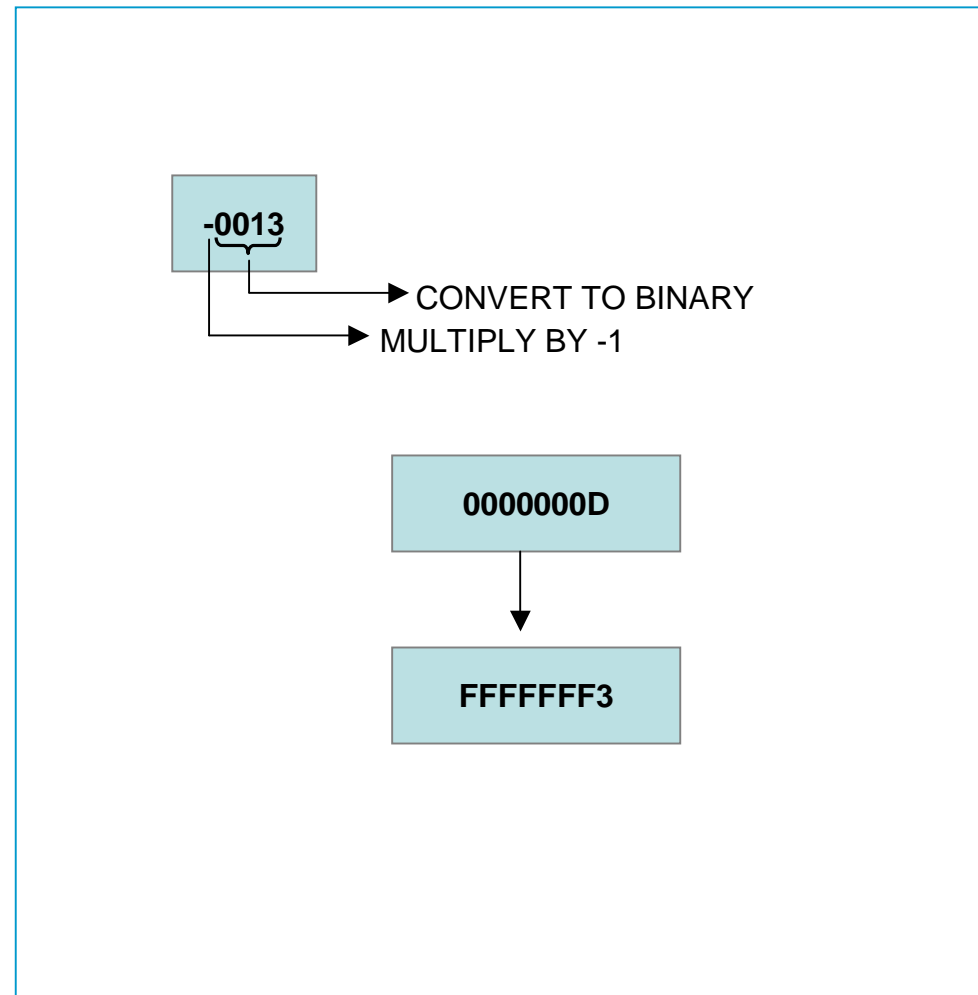 -0013
CONVERT TO BINARY
MULTIPLY BY -1
0000000D
FFFFFFF3